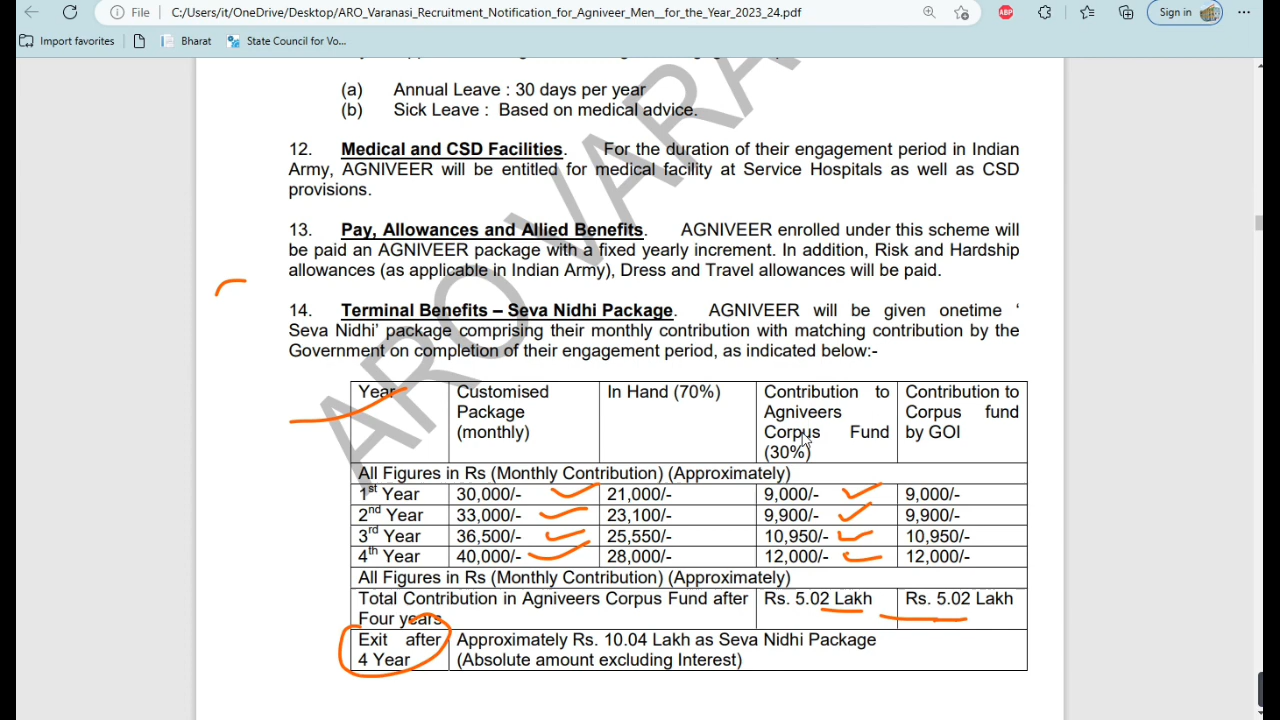 File C:/Users/it/OneDrive/Desktop/ARO_Varanasi_Recruitment_Notification_for_Agniveer_Men__for_the_Year_2023_24.pdf ABP Sign in
Import favorites Bharat State Council for Vo...
(a) Annual Leave : 30 days per year
(b) Sick Leave : Based on medical advice.
12. Medical and CSD Facilities. For the duration of their engagement period in Indian
Army, AGNIVEER will be entitled for medical facility at Service Hospitals as well as CSD
provisions.
13. Pay, Allowances and Allied Benefits. AGNIVEER enrolled under this scheme will
be paid an AGNIVEER package with a fixed yearly increment. In addition, Risk and Hardship
allowances (as applicable in Indian Army), Dress and Travel allowances will be paid.
14. Terminal Benefits – Seva Nidhi Package. AGNIVEER will be given onetime ‘
Seva Nidhi’ package comprising their monthly contribution with matching contribution by the
Government on completion of their engagement period, as indicated below:-
Year Customised Package (monthly) In Hand (70%) Contribution to Agniveers Corpus Fund (30%) Contribution to Corpus fund by GOI
All Figures in Rs (Monthly Contribution) (Approximately)
1st Year 30,000/- 21,000/- 9,000/- 9,000/-
2nd Year 33,000/- 23,100/- 9,900/- 9,900/-
3rd Year 36,500/- 25,550/- 10,950/- 10,950/-
4th Year 40,000/- 28,000/- 12,000/- 12,000/-
All Figures in Rs (Monthly Contribution) (Approximately)
Total Contribution in Agniveers Corpus Fund after Rs. 5.02 Lakh Rs. 5.02 Lakh
Four years
Exit after Approximately Rs. 10.04 Lakh as Seva Nidhi Package
4 Year (Absolute amount excluding Interest)
ARO VARA